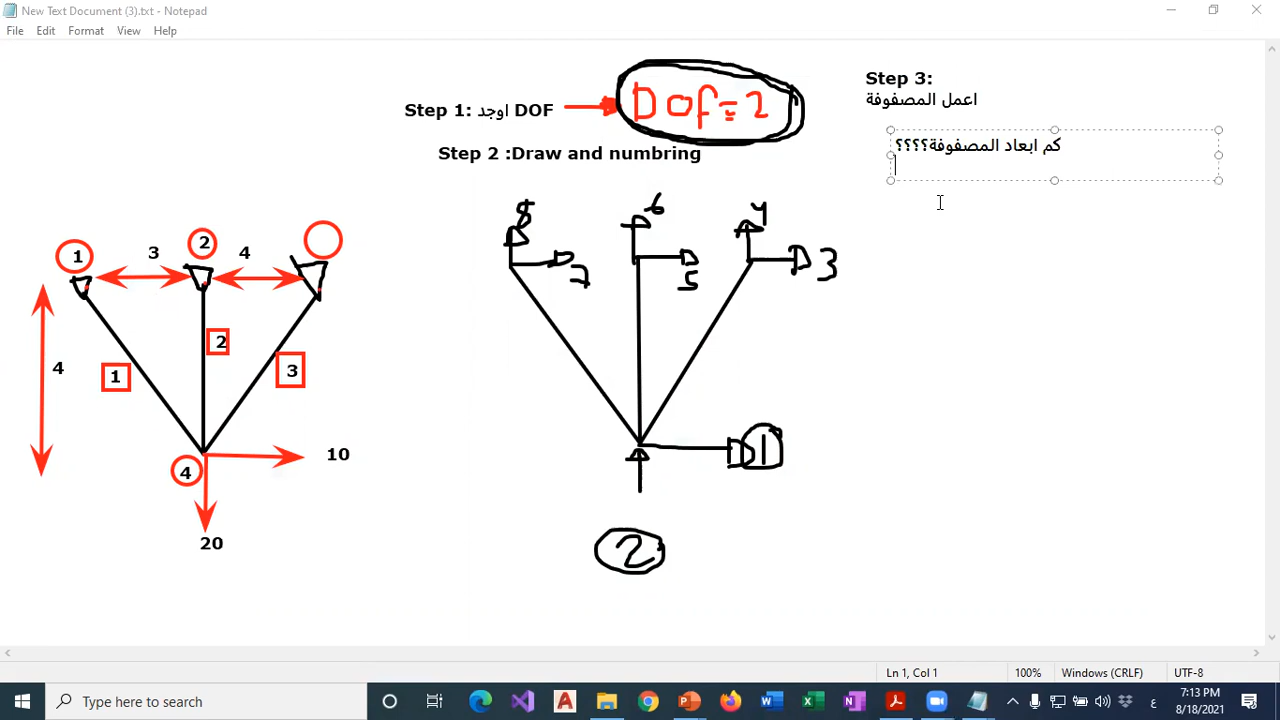 New Text Document (3).txt - Notepad
File Edit Format View Help
Step 1: اوجد DOF
Dof=2
Step 2 :Draw and numbring
Step 3:
اعمل المصفوفة
كم ابعاد المصفوفة؟؟؟؟
1 3 2 4
4 1 2 3
4 10
20
8 7 6 5 4 3
1
2
Ln 1, Col 1 100% Windows (CRLF) UTF-8
Type here to search
ع 7:13 PM
8/18/2021